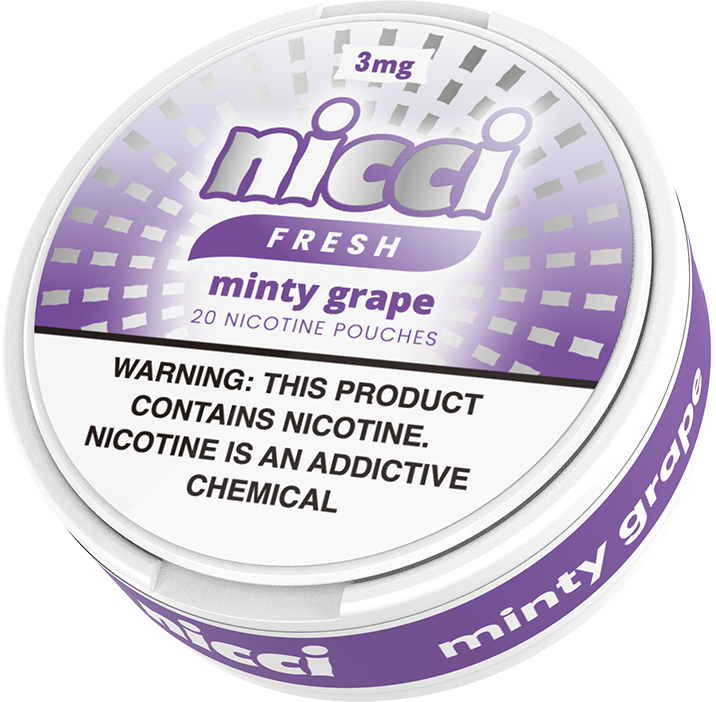 3mg
nicci
FRESH
minty grape
20 NICOTINE POUCHES
WARNING: THIS PRODUCT
CONTAINS NICOTINE.
NICOTINE IS AN ADDICTIVE
CHEMICAL
nicci
minty grape